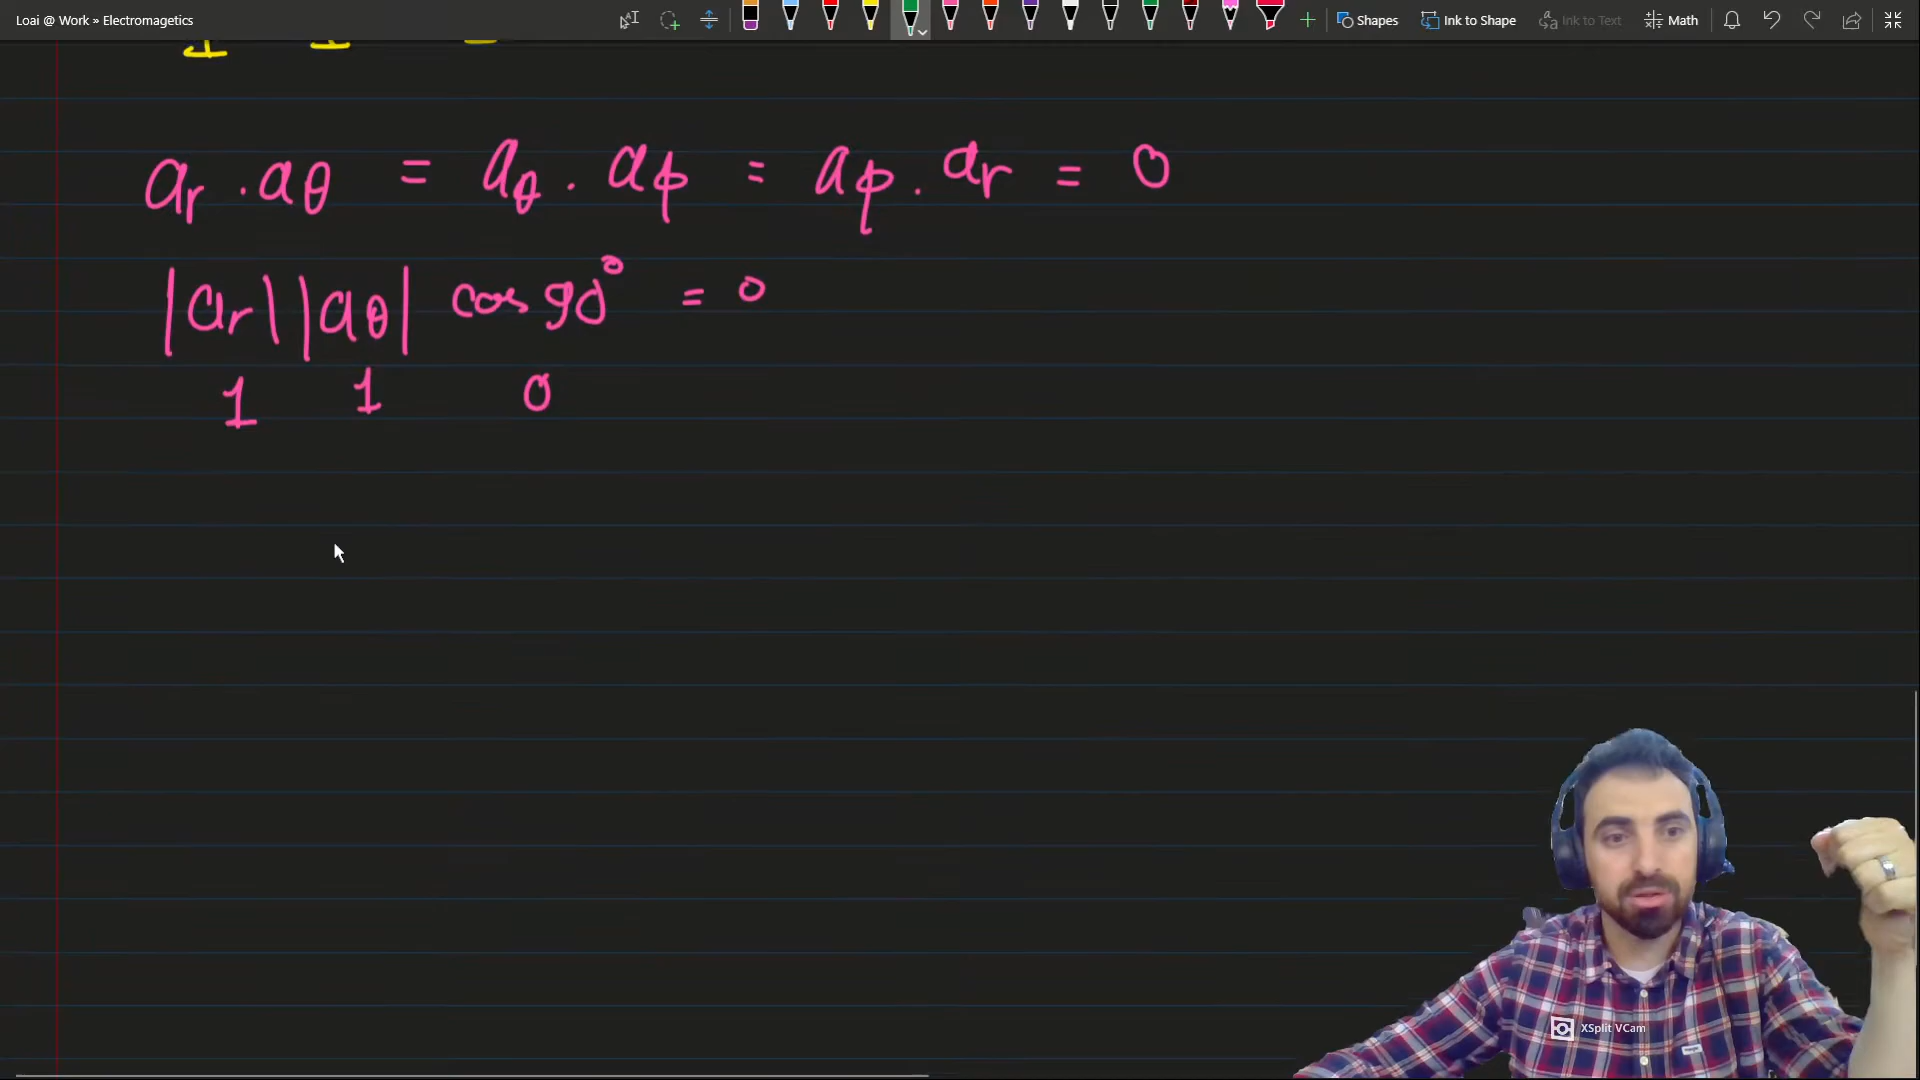 Loai @ Work » Electromagetics
Shapes Ink to Shape Ink to Text Math
ar . aθ = aθ . aφ = aφ . ar = 0
|ar| |aθ| cos 90° = 0
1 1 0
XSplit VCam